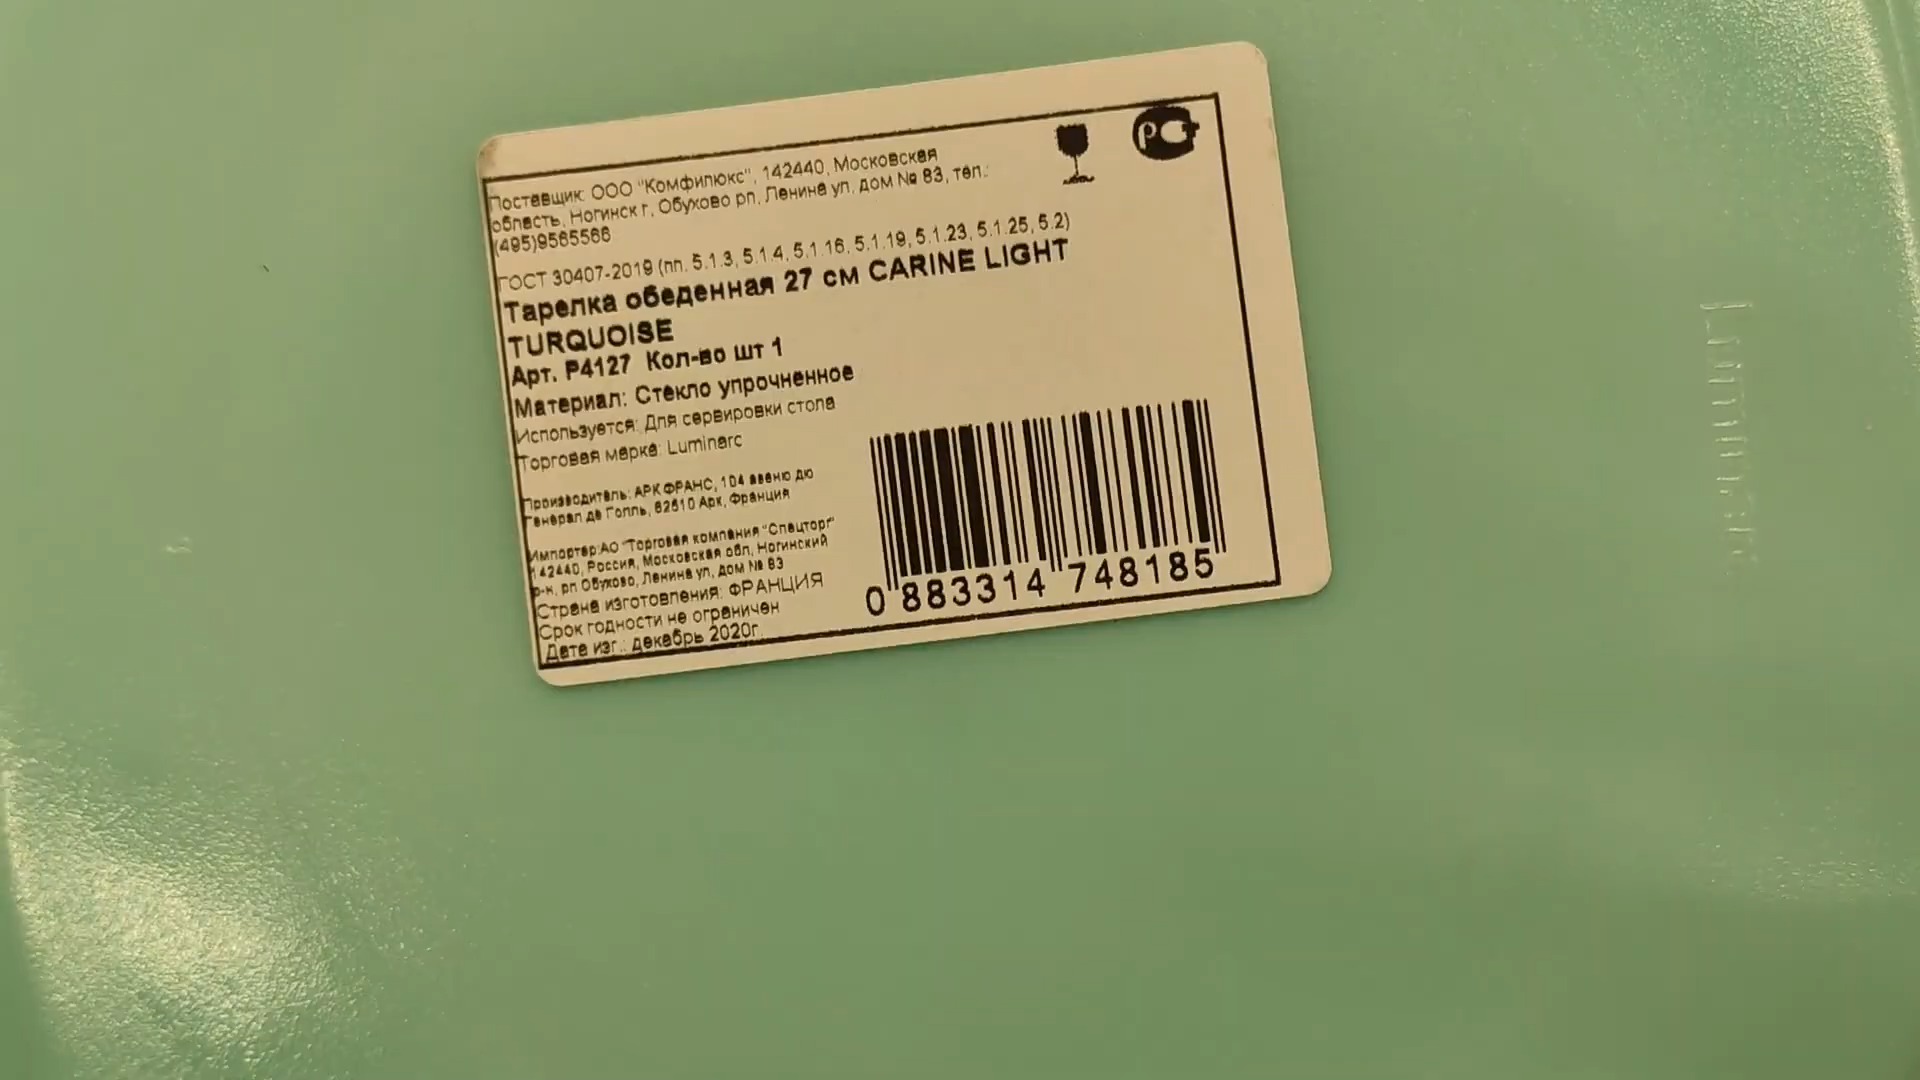 Поставщик: ООО "Комфилюкс", 142440, Московская
область, Ногинск г, Обухово рп, Ленина ул, дом № 83, тел.:
(495)9565566
ГОСТ 30407-2019 (пп. 5.1.3, 5.1.4, 5.1.16, 5.1.19, 5.1.23, 5.1.25, 5.2)
Тарелка обеденная 27 см CARINE LIGHT
TURQUOISE
Арт. P4127 Кол-во шт 1
Материал: Стекло упрочненное
Используется: Для сервировки стола
Торговая марка: Luminarc
Производитель: АРК ФРАНС, 104 авеню дю
Генерал де Голль, 62510 Арк, Франция
Импортер:АО "Торговая компания "Спецторг"
142440, Россия, Московская обл, Ногинский
р-н, рп Обухово, Ленина ул, дом № 83
Страна изготовления: ФРАНЦИЯ
Срок годности не ограничен
Дата изг.: декабрь 2020г.
0 883314 748185
РСТ
Luminarc